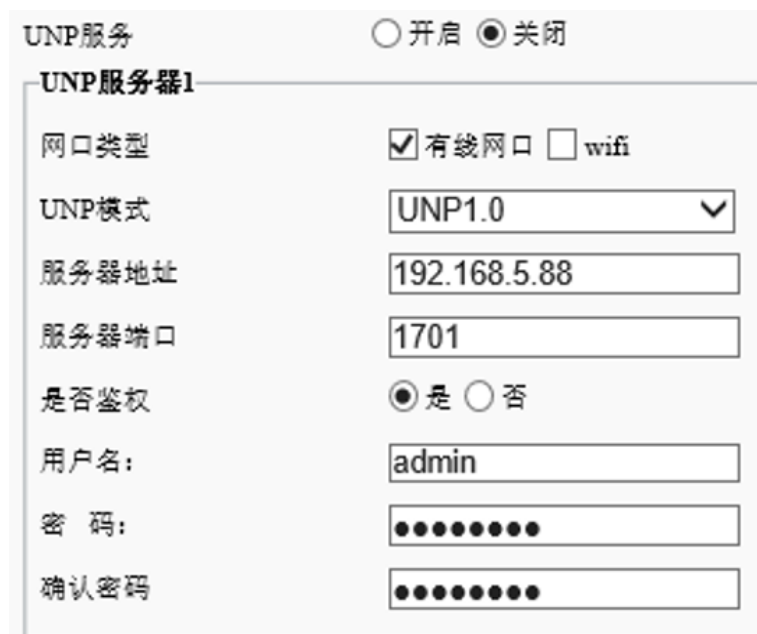 UNP服务 开启 关闭
UNP服务器1
网口类型 有线网口 wifi
UNP模式 UNP1.0
服务器地址 192.168.5.88
服务器端口 1701
是否鉴权 是 否
用户名: admin
密 码: ●●●●●●●●
确认密码 ●●●●●●●●